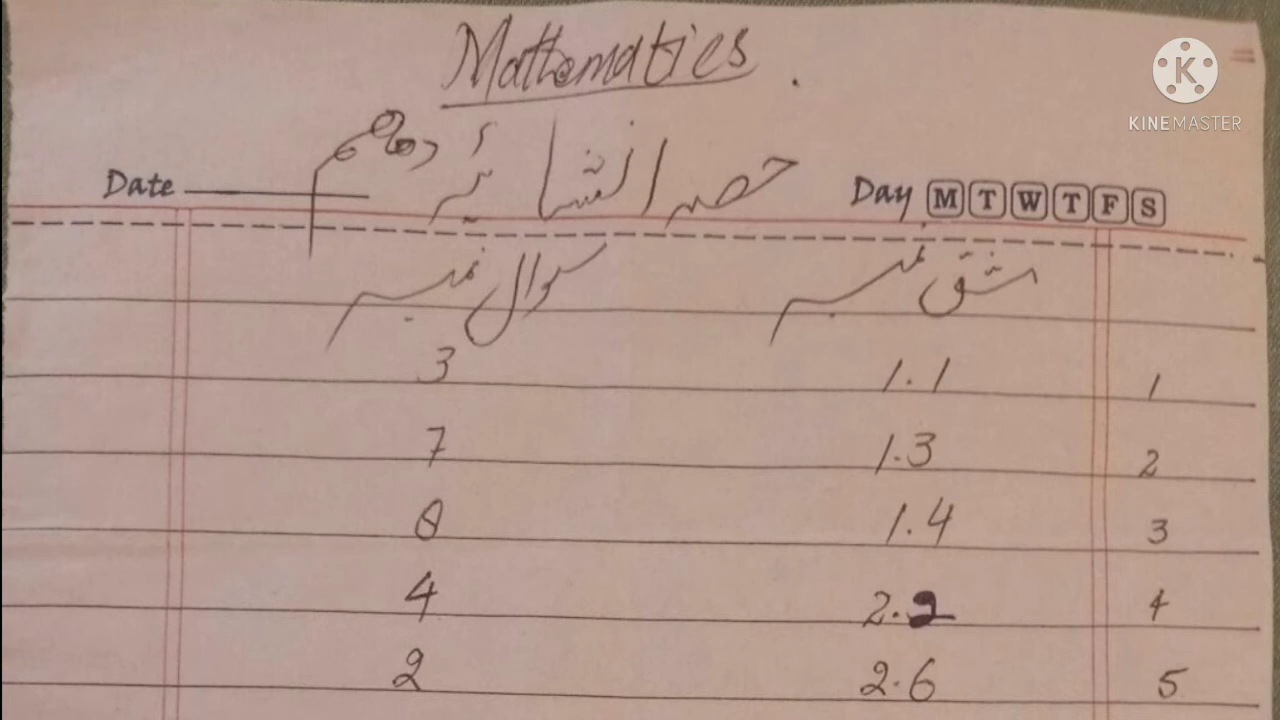 Mathematics.
KINEMASTER
حصہ انشائیہ دہم
Date Day M T W T F S
مشق نمبر سوال نمبر
1 1.1 3
2 1.3 7
3 1.4 8
4 2.2 4
5 2.6 2